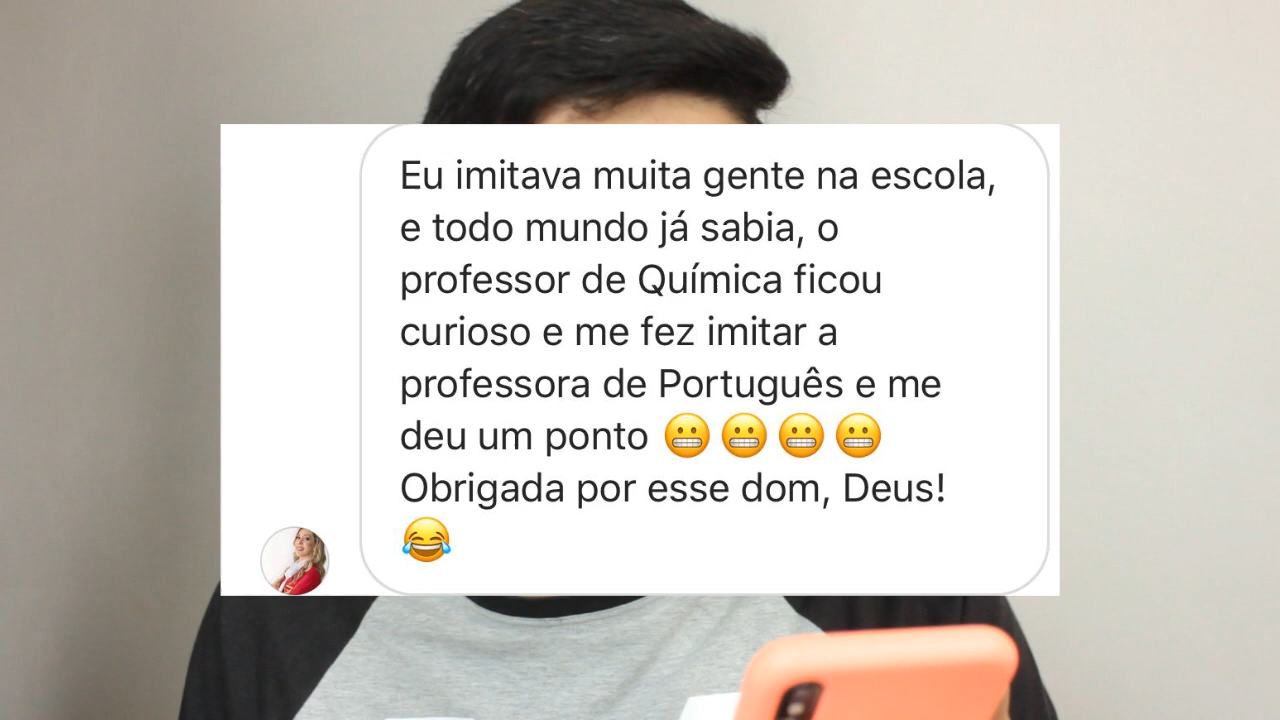 Eu imitava muita gente na escola,
e todo mundo já sabia, o
professor de Química ficou
curioso e me fez imitar a
professora de Português e me
deu um ponto 😬😬😬😬
Obrigada por esse dom, Deus!
😂